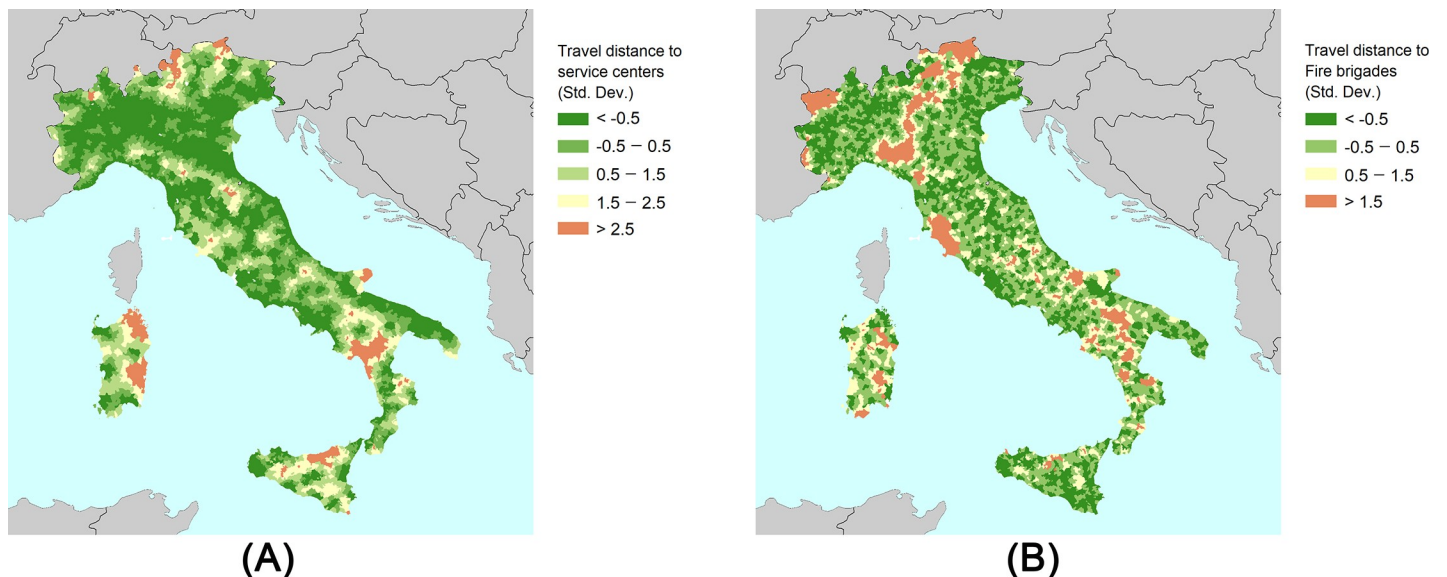 Travel distance to
service centers
(Std. Dev.)
< -0.5
-0.5 – 0.5
0.5 – 1.5
1.5 – 2.5
> 2.5
(A)
Travel distance to
Fire brigades
(Std. Dev.)
< -0.5
-0.5 – 0.5
0.5 – 1.5
> 1.5
(B)